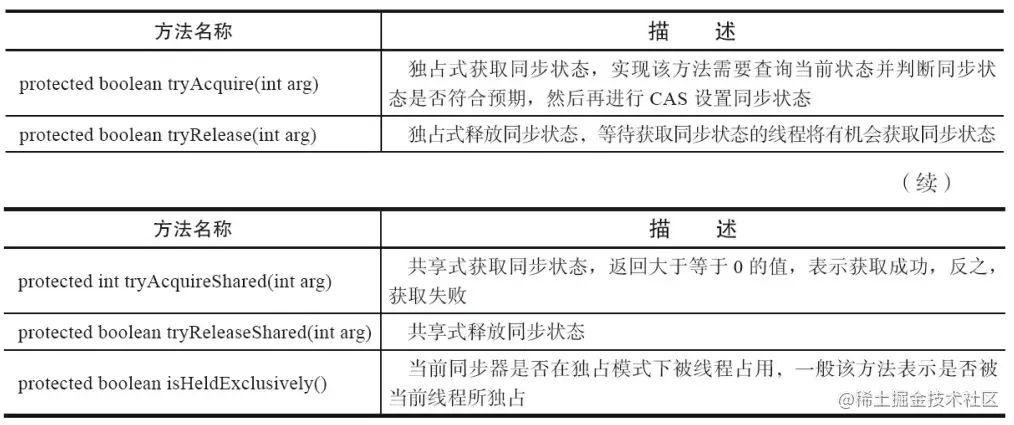 方法名称 描 述
protected boolean tryAcquire(int arg) 独占式获取同步状态，实现该方法需要查询当前状态并判断同步状
态是否符合预期，然后再进行 CAS 设置同步状态
protected boolean tryRelease(int arg) 独占式释放同步状态，等待获取同步状态的线程将有机会获取同步状态
（续）
方法名称 描 述
protected int tryAcquireShared(int arg) 共享式获取同步状态，返回大于等于 0 的值，表示获取成功，反之，
获取失败
protected boolean tryReleaseShared(int arg) 共享式释放同步状态
protected boolean isHeldExclusively() 当前同步器是否在独占模式下被线程占用，一般该方法表示是否被
当前线程所独占
@稀土掘金技术社区